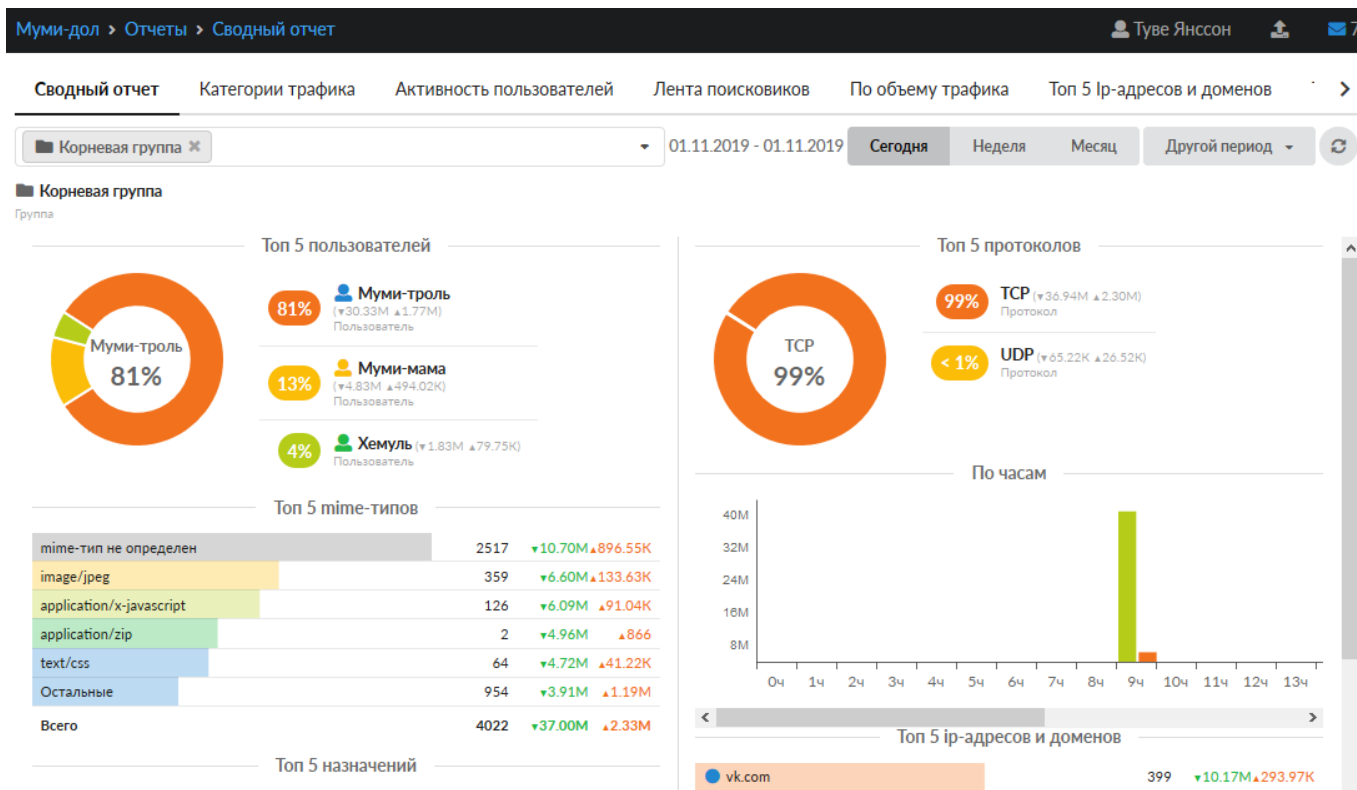 Муми-дол > Отчеты > Сводный отчет
Туве Янссон
7
Сводный отчет Категории трафика Активность пользователей Лента поисковиков По объему трафика Топ 5 Ip-адресов и доменов
Корневая группа 01.11.2019 - 01.11.2019 Сегодня Неделя Месяц Другой период
Корневая группа
Группа
Топ 5 пользователей
Муми-троль
81%
81% Муми-троль
(▾30.33M ▴1.77M)
Пользователь
13% Муми-мама
(▾4.83M ▴494.02K)
Пользователь
4% Хемуль (▾1.83M ▴79.75K)
Пользователь
Топ 5 mime-типов
mime-тип не определен 2517 ▾10.70M ▴896.55K
image/jpeg 359 ▾6.60M ▴133.63K
application/x-javascript 126 ▾6.09M ▴91.04K
application/zip 2 ▾4.96M ▴866
text/css 64 ▾4.72M ▴41.22K
Остальные 954 ▾3.91M ▴1.19M
Всего 4022 ▾37.00M ▴2.33M
Топ 5 назначений
Топ 5 протоколов
TCP
99%
99% TCP (▾36.94M ▴2.30M)
Протокол
< 1% UDP (▾65.22K ▴26.52K)
Протокол
По часам
40M
32M
24M
16M
8M
0ч 1ч 2ч 3ч 4ч 5ч 6ч 7ч 8ч 9ч 10ч 11ч 12ч 13ч
Топ 5 ip-адресов и доменов
vk.com 399 ▾10.17M ▴293.97K